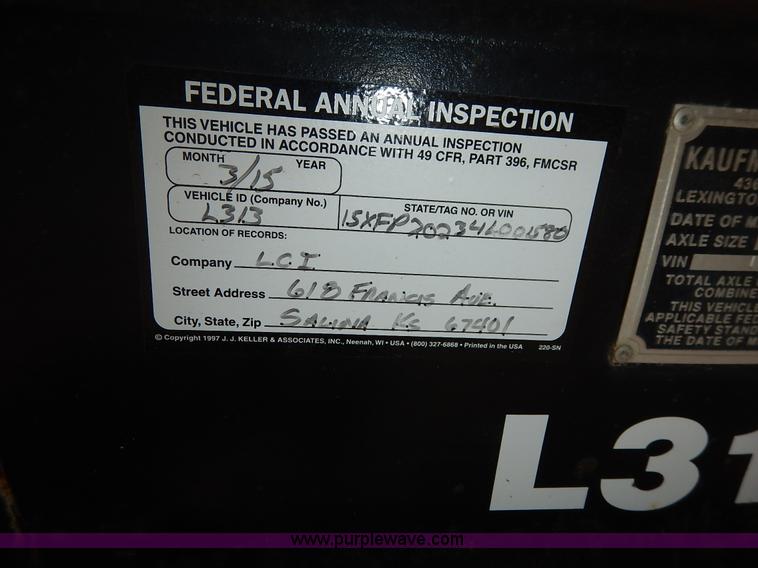 FEDERAL ANNUAL INSPECTION
THIS VEHICLE HAS PASSED AN ANNUAL INSPECTION
CONDUCTED IN ACCORDANCE WITH 49 CFR, PART 396, FMCSR
MONTH YEAR
3/15
VEHICLE ID (Company No.) STATE/TAG NO. OR VIN
L313
LOCATION OF RECORDS:
Company L.C.I.
Street Address 618 FRANCIS AVE.
City, State, Zip SALINA KS 67401
© Copyright 1997 J. J. KELLER & ASSOCIATES, INC., Neenah, WI • USA • (800) 327-6868 • Printed in the USA 220-SN
KAUFM
LEXINGTO
DATE OF M
AXLE SIZE
VIN
TOTAL AXLE
COMBINE
THIS VEHICLE
APPLICABLE FED
SAFETY STAND
THE DATE OF M
L31
www.purplewave.com